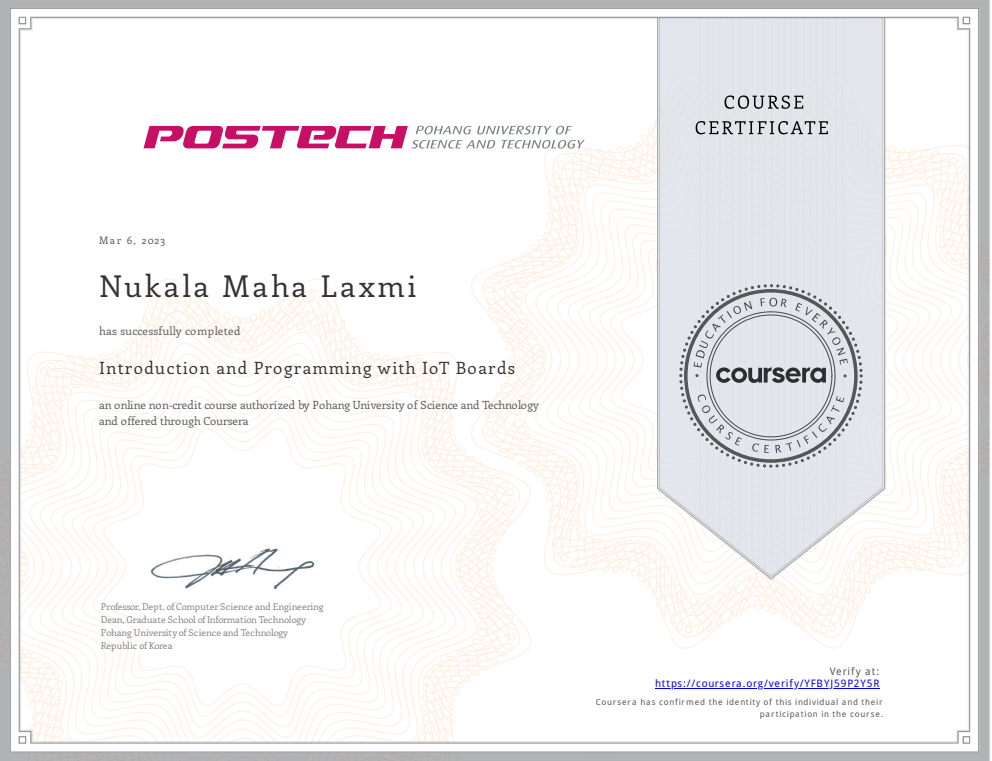 COURSE
CERTIFICATE
POSTECH POHANG UNIVERSITY OF
SCIENCE AND TECHNOLOGY
Mar 6, 2023
Nukala Maha Laxmi
has successfully completed
Introduction and Programming with IoT Boards
an online non-credit course authorized by Pohang University of Science and Technology
and offered through Coursera
EDUCATION FOR EVERYONE
coursera
COURSE CERTIFICATE
Professor, Dept. of Computer Science and Engineering
Dean, Graduate School of Information Technology
Pohang University of Science and Technology
Republic of Korea
Verify at:
https://coursera.org/verify/YFBYJ59P2Y5R
Coursera has confirmed the identity of this individual and their
participation in the course.